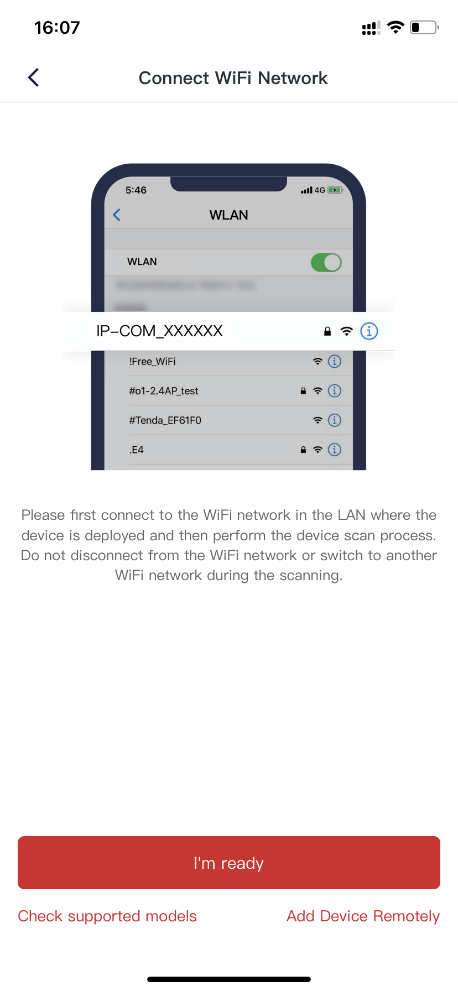 16:07
Connect WiFi Network
5:46
4G
WLAN
WLAN
IP-COM_XXXXXX
!Free_WiFi
#o1-2.4AP_test
#Tenda_EF61F0
.E4
Please first connect to the WiFi network in the LAN where the
device is deployed and then perform the device scan process.
Do not disconnect from the WiFi network or switch to another
WiFi network during the scanning.
I'm ready
Check supported models
Add Device Remotely